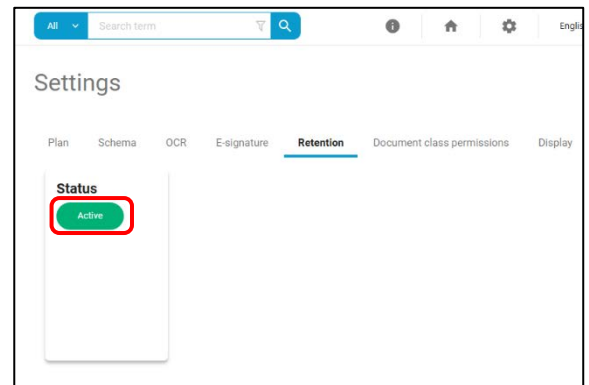 All Search term Englis
Settings
Plan Schema OCR E-signature Retention Document class permissions Display
Status
Active